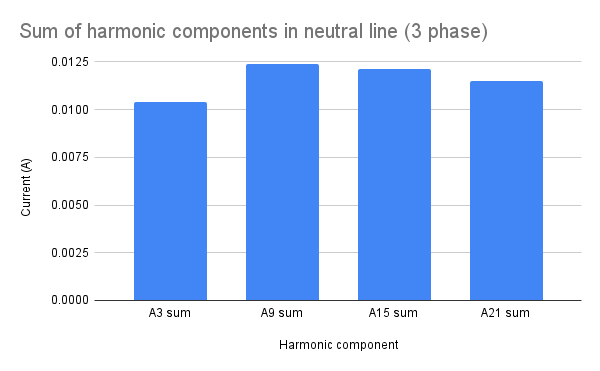 Sum of harmonic components in neutral line (3 phase)
0.0125
0.0100
0.0075
0.0050
0.0025
0.0000
Current (A)
A3 sum
A9 sum
A15 sum
A21 sum
Harmonic component